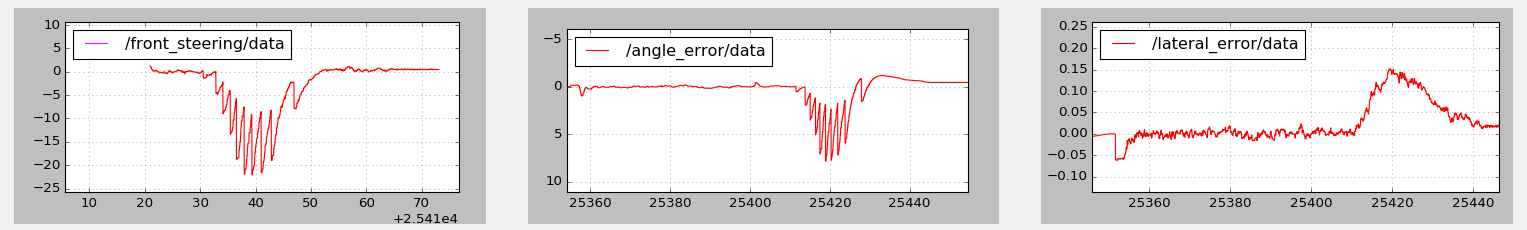 /front_steering/data
10
5
0
−5
−10
−15
−20
−25
10 20 30 40 50 60 70
+2.541e4
/angle_error/data
−5
0
5
10
25360 25380 25400 25420 25440
/lateral_error/data
0.25
0.20
0.15
0.10
0.05
0.00
−0.05
−0.10
25360 25380 25400 25420 25440